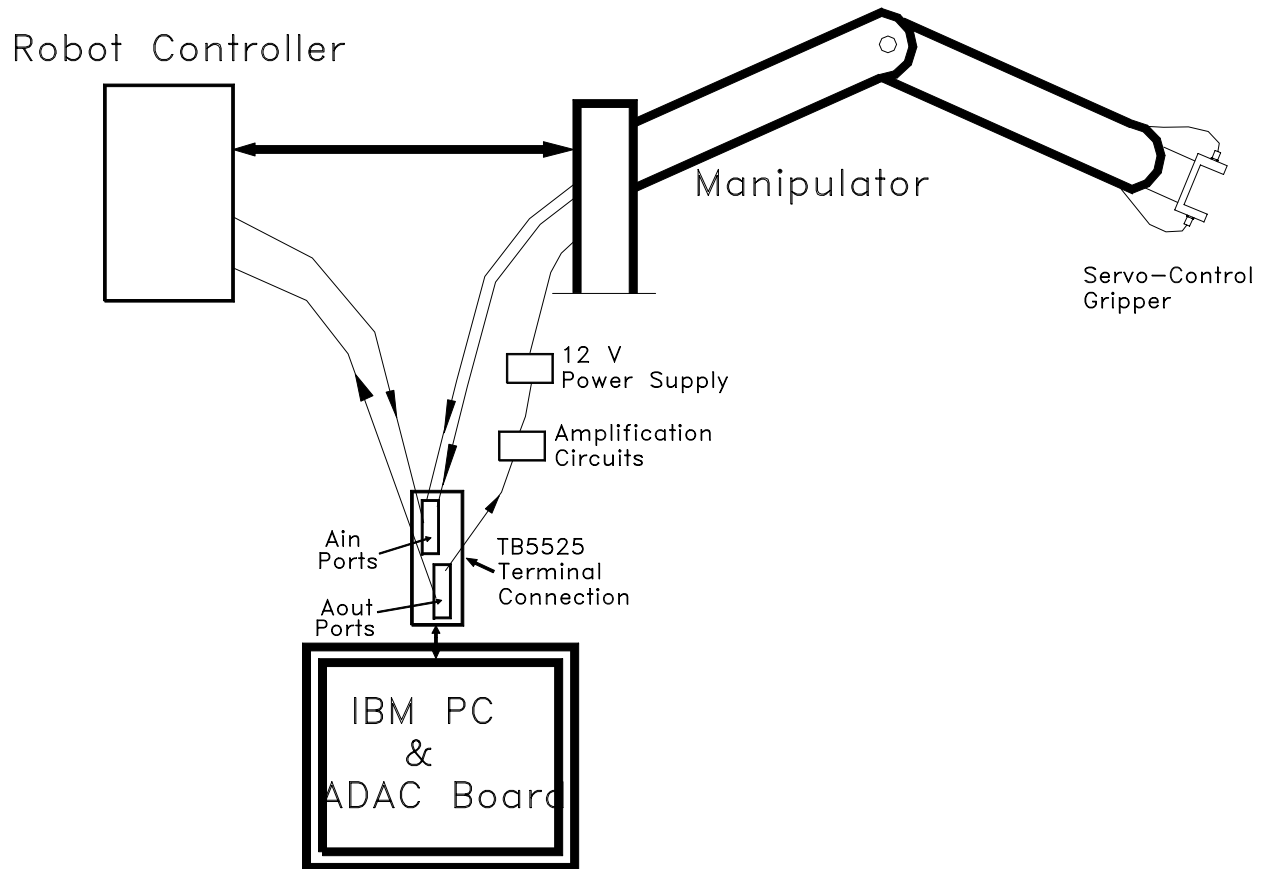 Robot Controller
Manipulator
Servo-Control
Gripper
12 V
Power Supply
Amplification
Circuits
Ain
Ports
TB5525
Terminal
Connection
Aout
Ports
IBM PC
&
ADAC Board